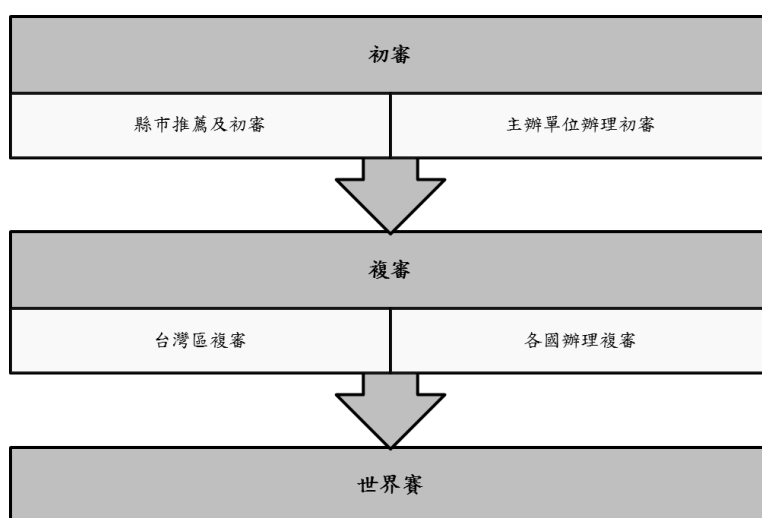 初審
縣市推薦及初審
主辦單位辦理初審
複審
台灣區複審
各國辦理複審
世界賽